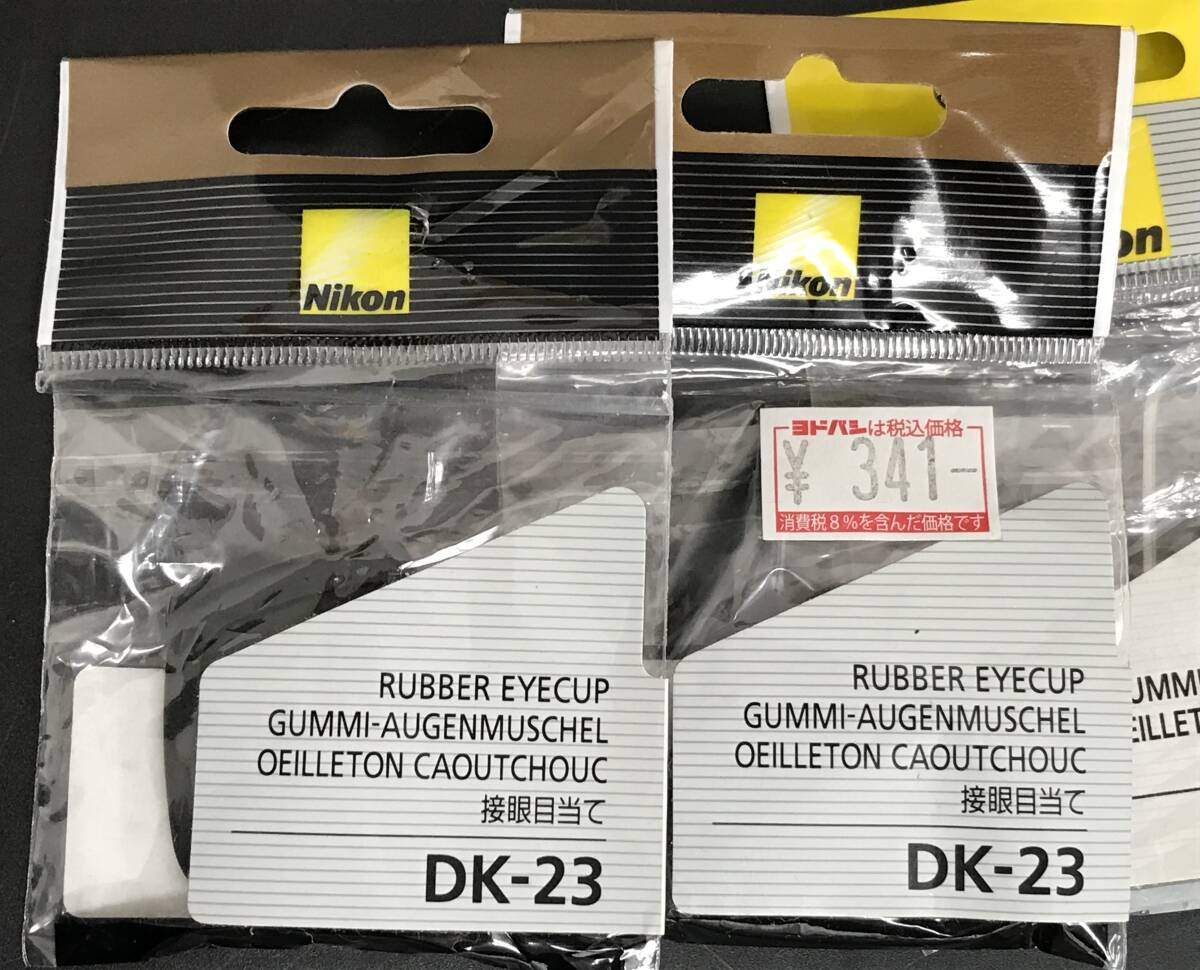 Nikon
RUBBER EYECUP
GUMMI-AUGENMUSCHEL
OEILLETON CAOUTCHOUC
接眼目当て
DK-23
Nikon
ヨドバシは税込価格
¥ 341-
消費税8%を含んだ価格です
RUBBER EYECUP
GUMMI-AUGENMUSCHEL
OEILLETON CAOUTCHOUC
接眼目当て
DK-23